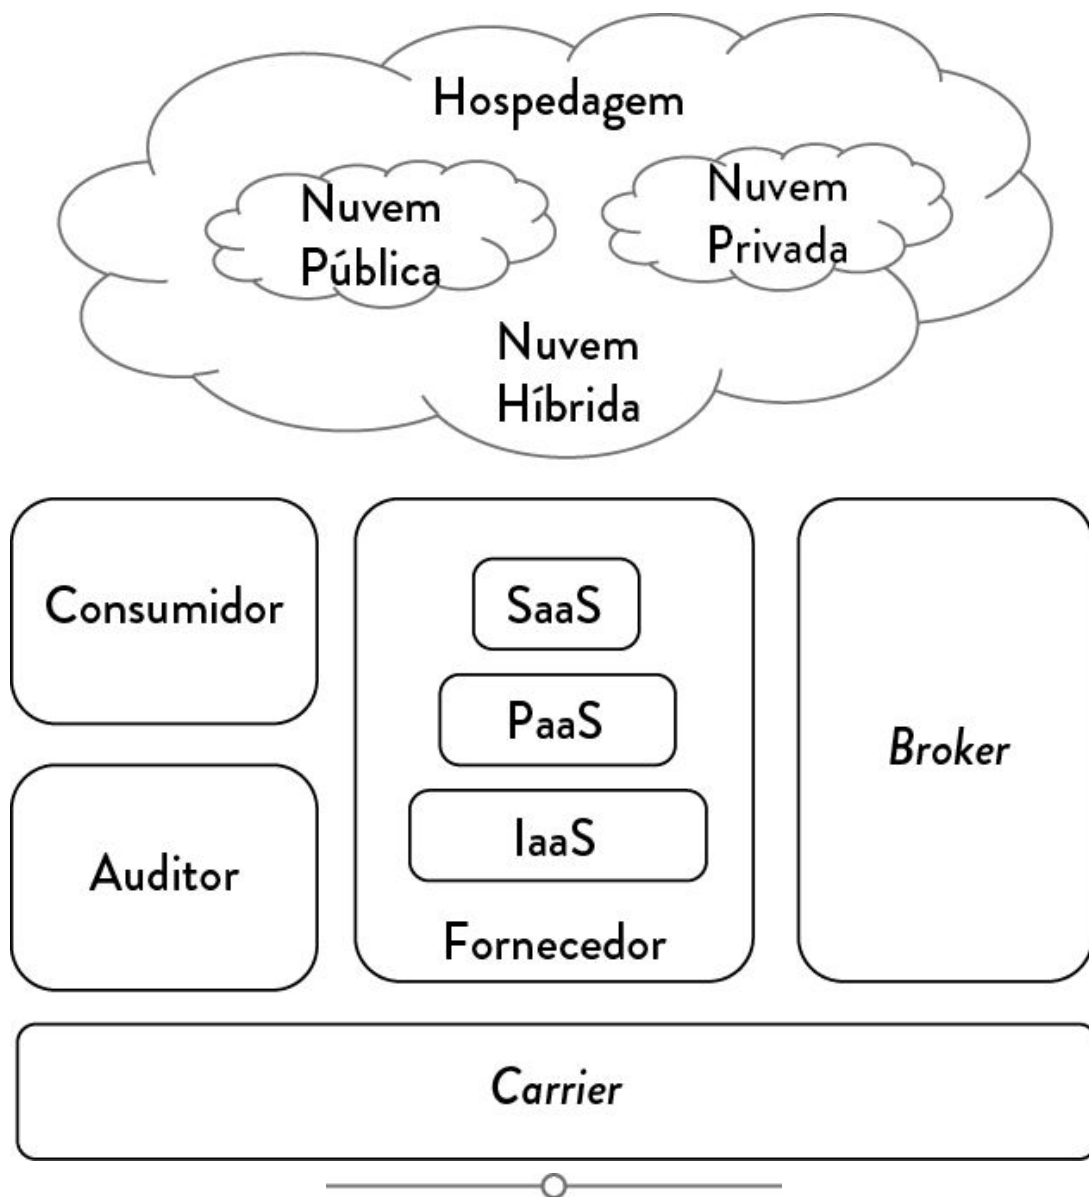 Hospedagem
Nuvem
Pública
Nuvem
Privada
Nuvem
Híbrida
Consumidor
Auditor
SaaS
PaaS
IaaS
Fornecedor
Broker
Carrier